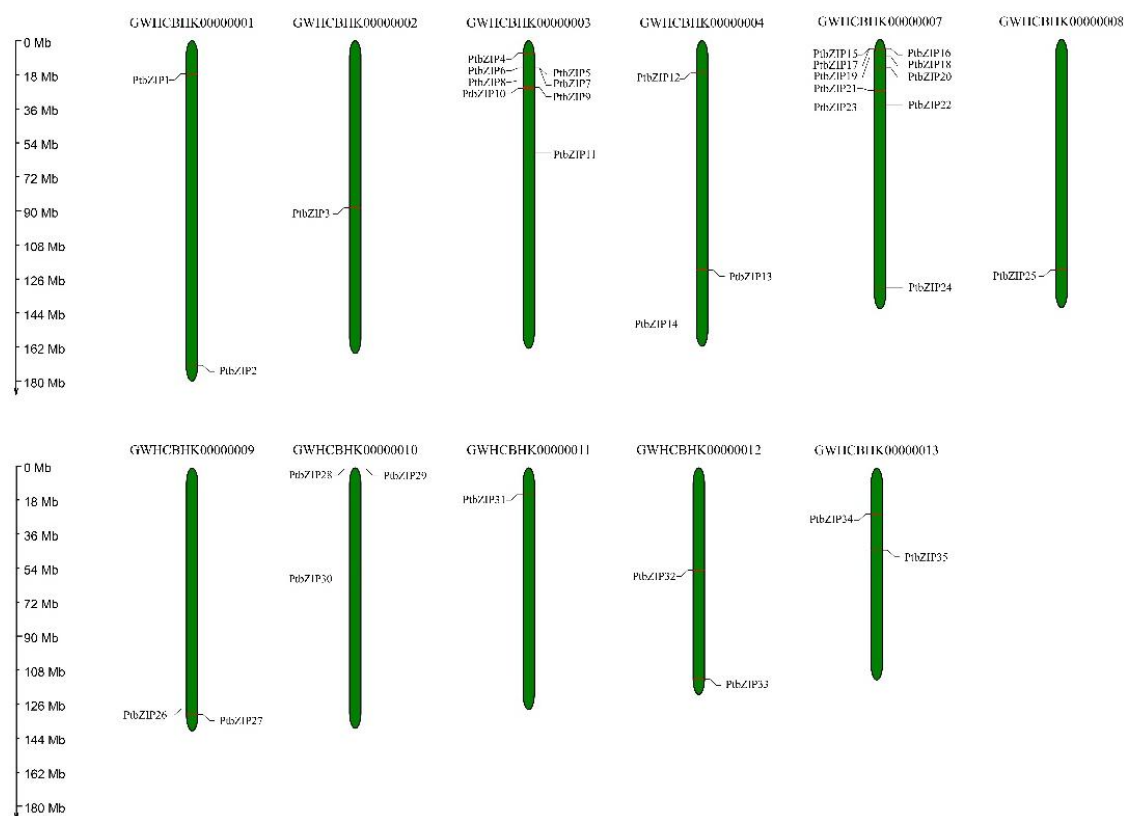 GWHCBHK00000001 GWHCBHK00000002 GWHCBHK00000003 GWHCBHK00000004 GWHCBHK00000007 GWHCBHK00000008
0 Mb
PtbZIP4 PtbZIP15 PtbZIP16
PtbZIP17 PtbZIP18
18 Mb PtbZIP1 PtbZIP6 PtbZIP5 PtbZIP12 PtbZIP19 PtbZIP20
PtbZIP8 PtbZIP7
PtbZIP10 PtbZIP9 PtbZIP21
36 Mb PtbZIP23 PtbZIP22
54 Mb
PtbZIP11
72 Mb
90 Mb PtbZIP3
108 Mb
126 Mb PtbZIP13 PtbZIP25
PtbZIP24
144 Mb
PtbZIP14
162 Mb
PtbZIP2
180 Mb
GWHCBHK00000009 GWHCBHK00000010 GWHCBHK00000011 GWHCBHK00000012 GWHCBHK00000013
0 Mb
PtbZIP28 PtbZIP29
18 Mb PtbZIP31
PtbZIP34
36 Mb
54 Mb PtbZIP35
PtbZIP30 PtbZIP32
72 Mb
90 Mb
108 Mb
PtbZIP33
126 Mb
PtbZIP26 PtbZIP27
144 Mb
162 Mb
180 Mb